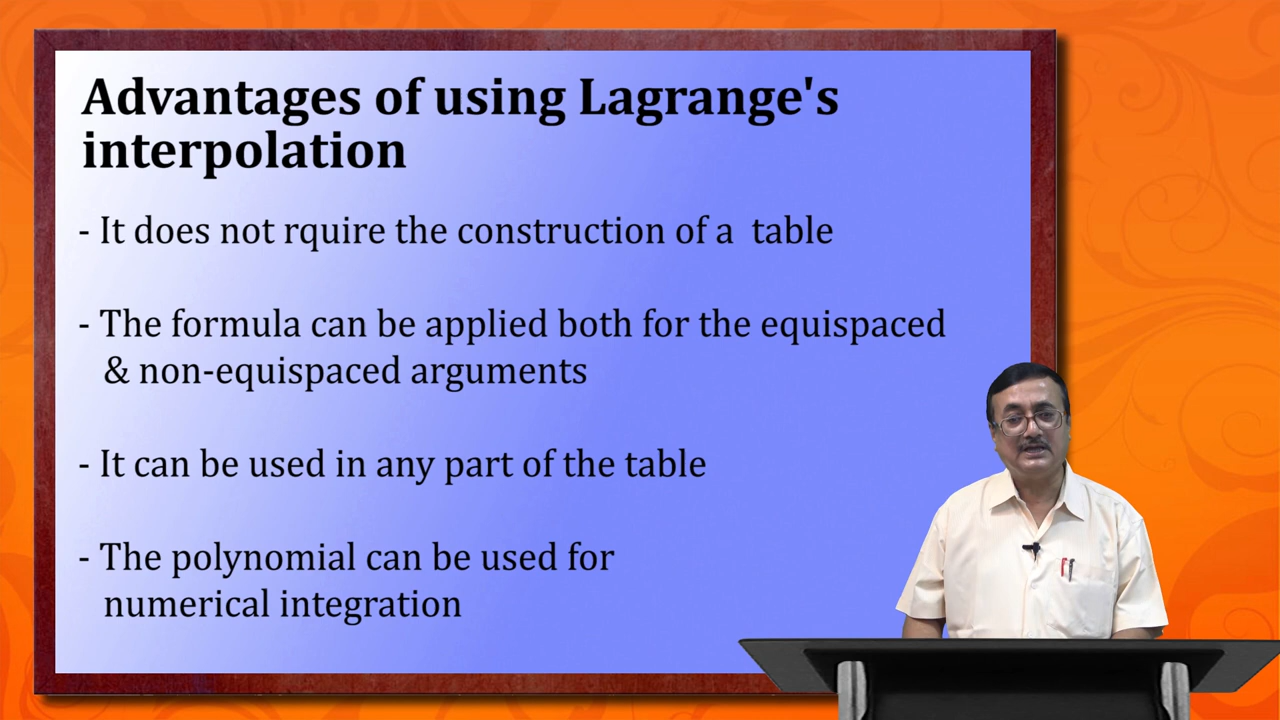 Advantages of using Lagrange's
interpolation
- It does not rquire the construction of a table
- The formula can be applied both for the equispaced
& non-equispaced arguments
- It can be used in any part of the table
- The polynomial can be used for
numerical integration